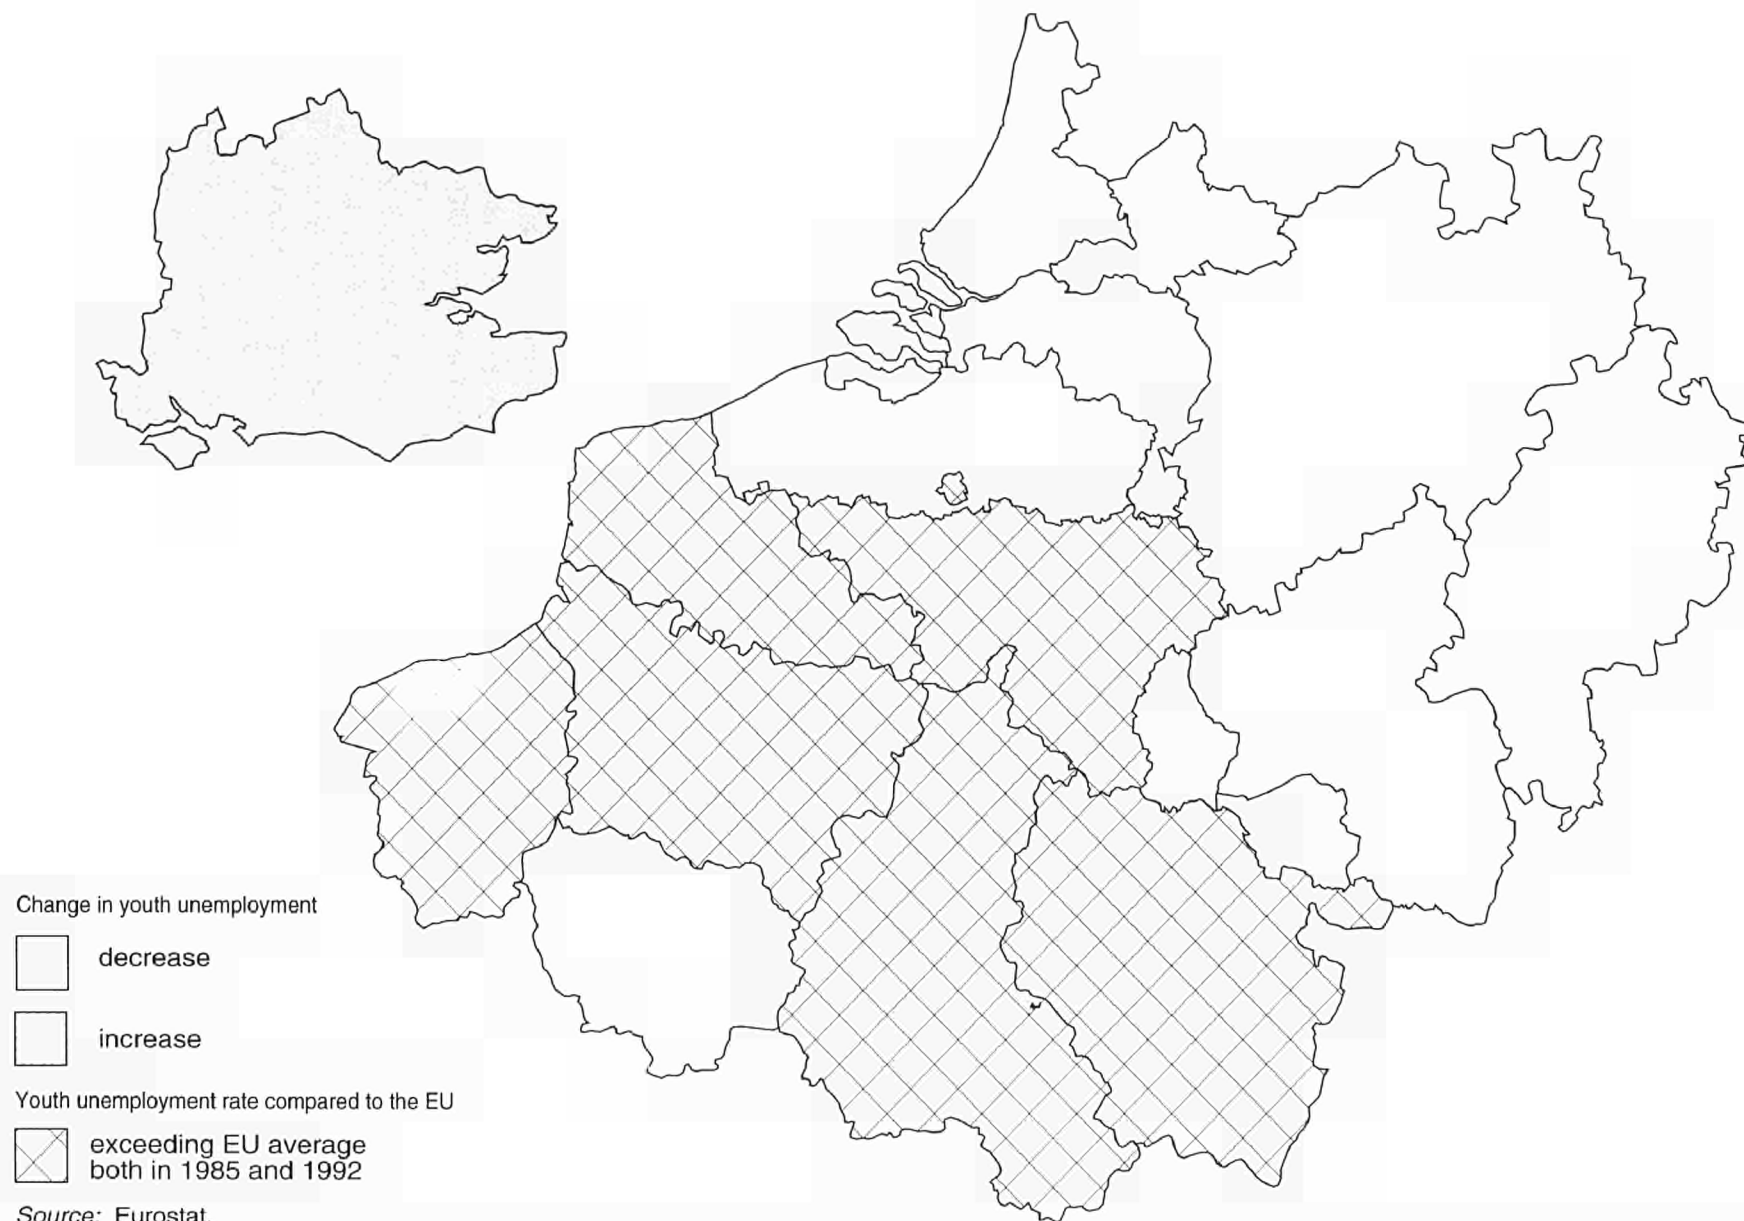 Change in youth unemployment
decrease
increase
Youth unemployment rate compared to the EU
exceeding EU average
both in 1985 and 1992
Source: Eurostat.